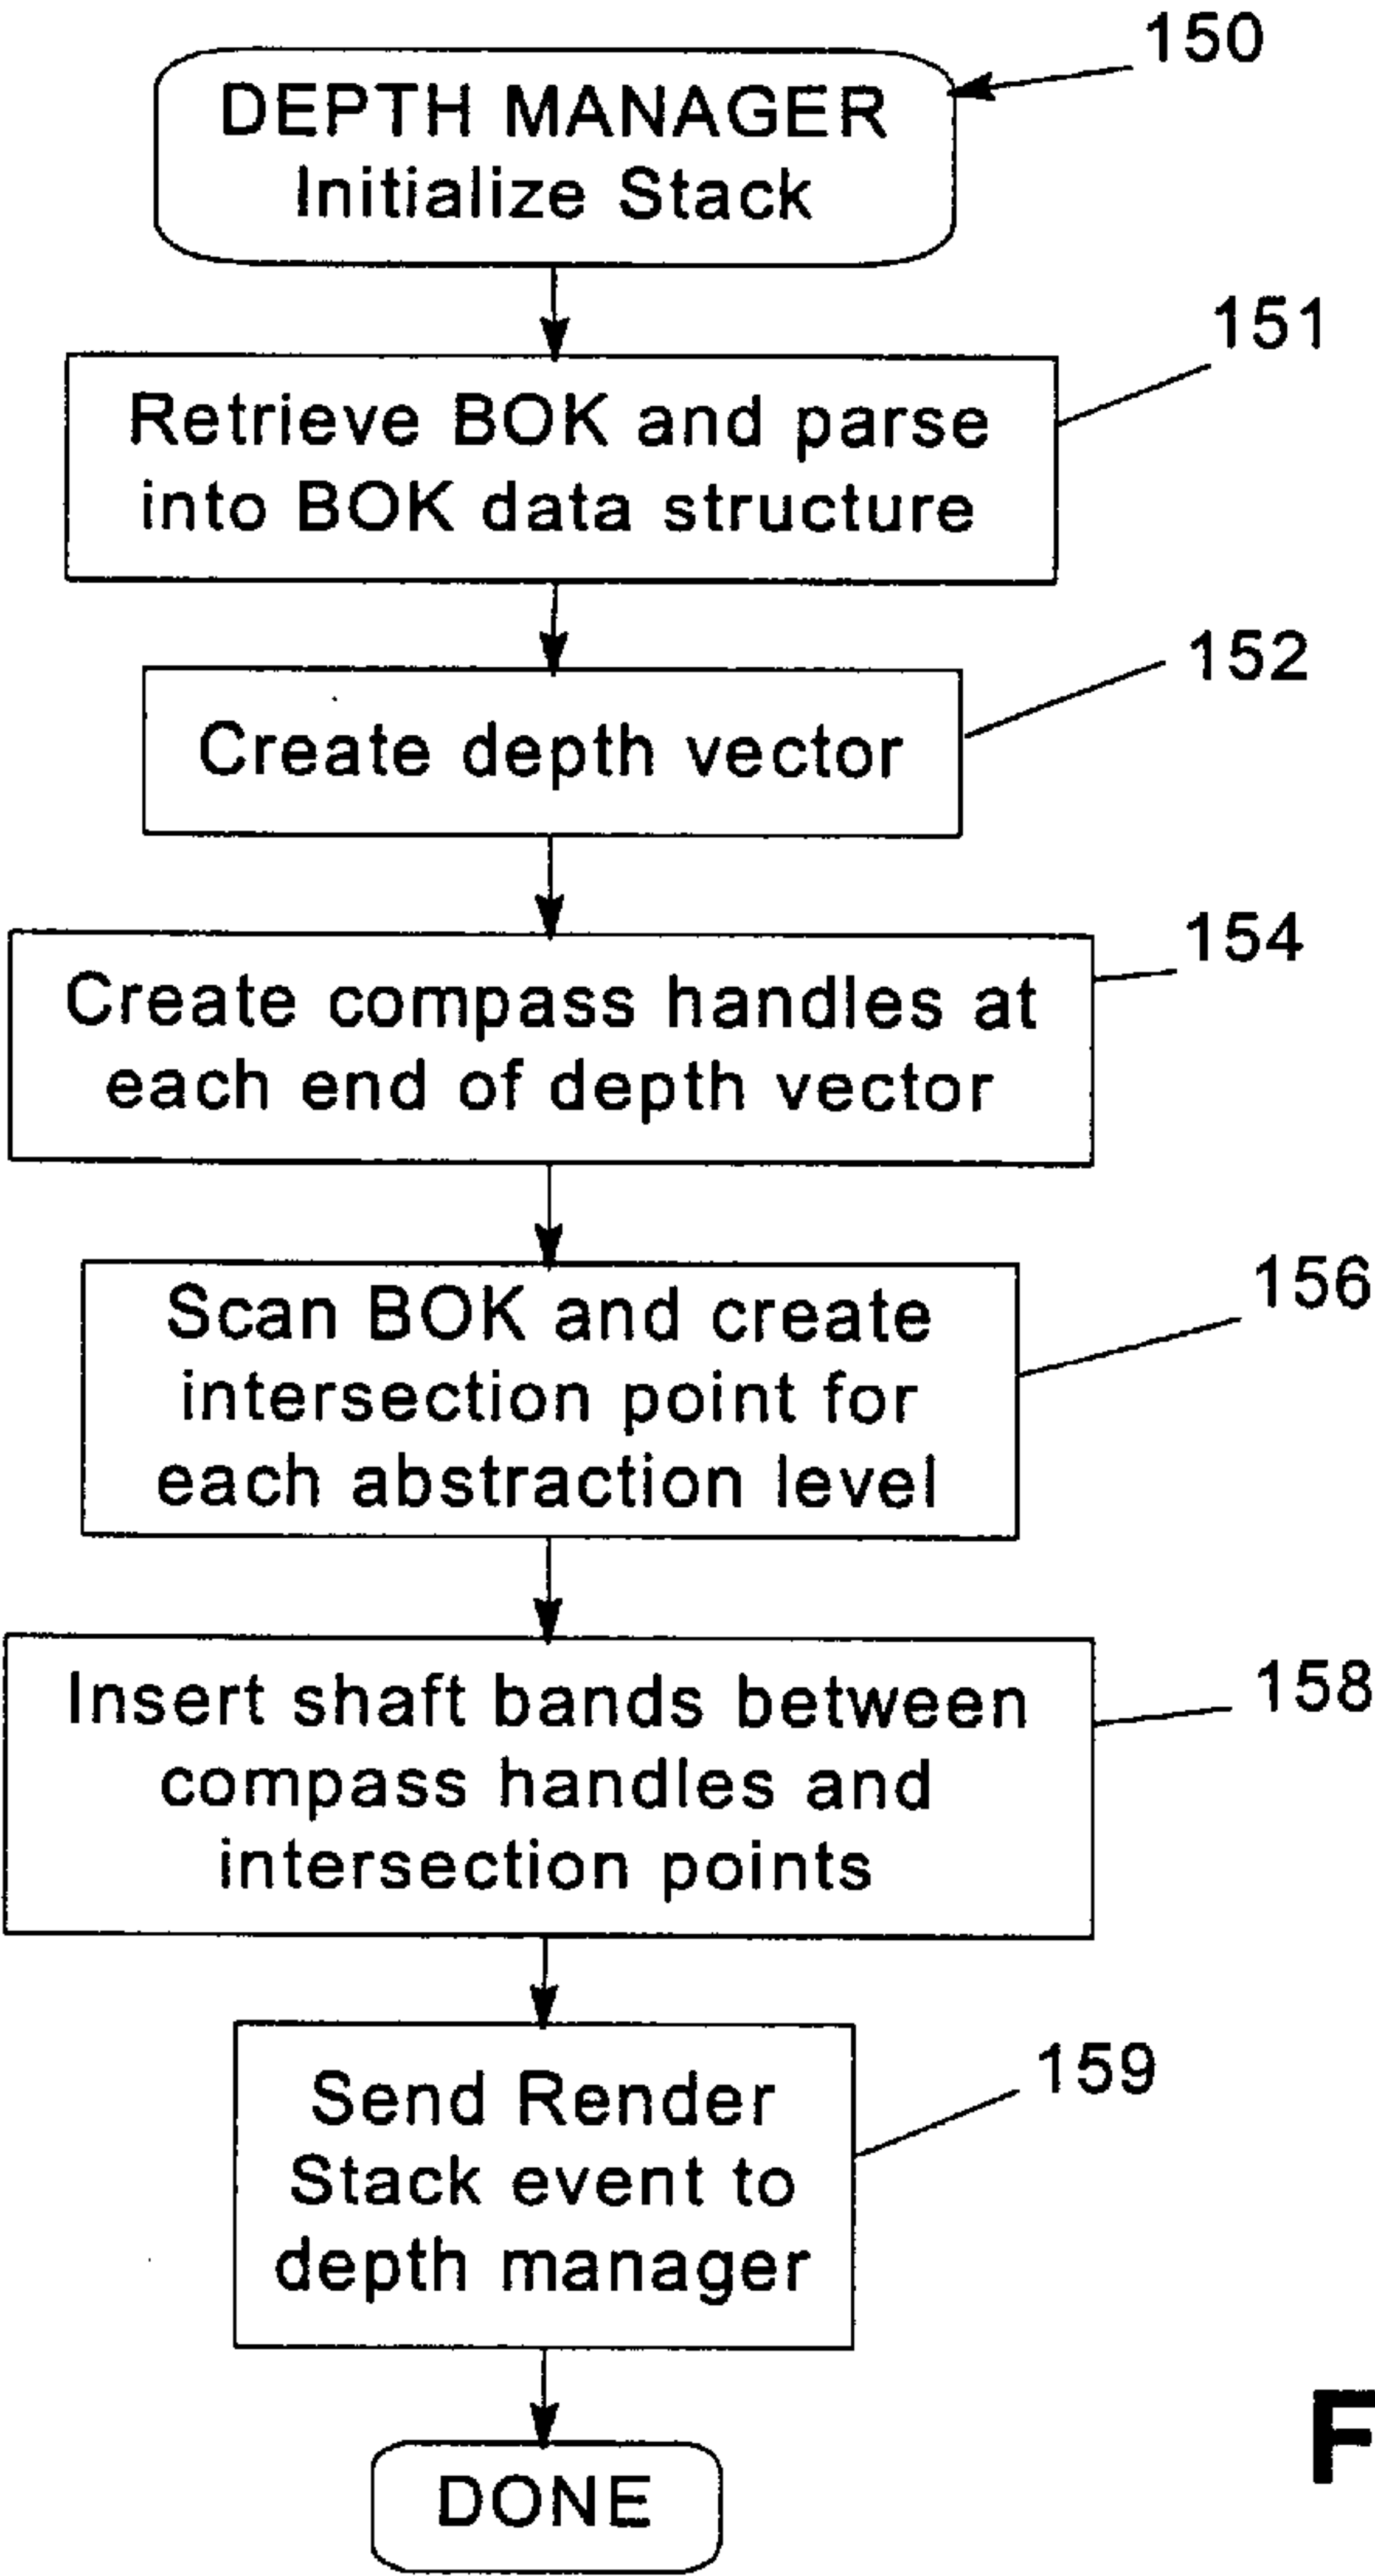 150
DEPTH MANAGER
Initialize Stack
151
Retrieve BOK and parse
into BOK data structure
152
Create depth vector
154
Create compass handles at
each end of depth vector
156
Scan BOK and create
intersection point for
each abstraction level
158
Insert shaft bands between
compass handles and
intersection points
159
Send Render
Stack event to
depth manager
F
DONE